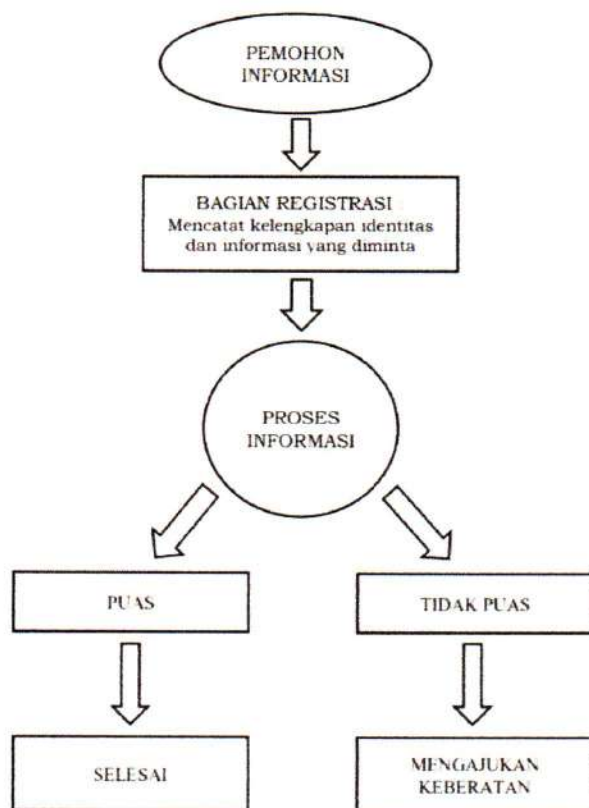 PEMOHON
INFORMASI
BAGIAN REGISTRASI
Mencatat kelengkapan identitas
dan informasi yang diminta
PROSES
INFORMASI
PUAS
TIDAK PUAS
SELESAI
MENGAJUKAN
KEBERATAN